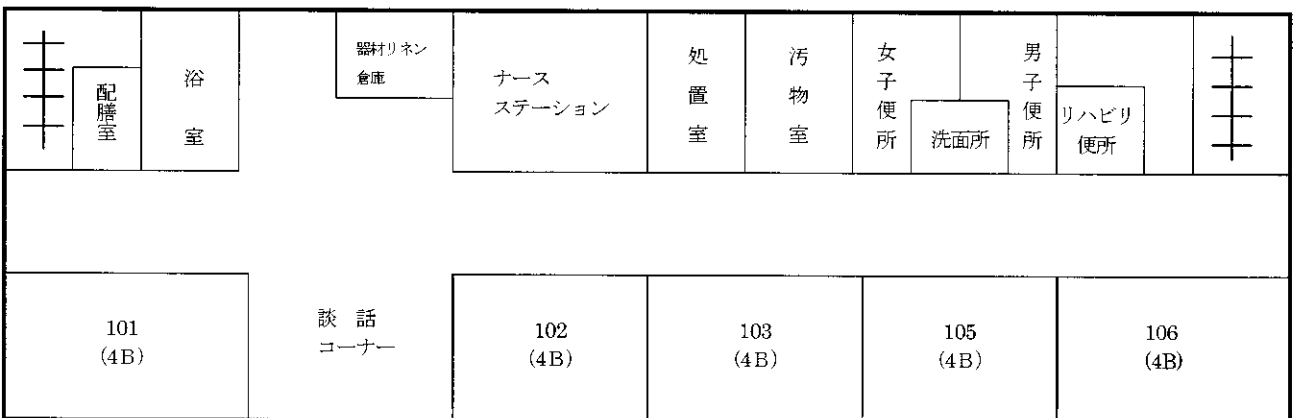 配膳室
浴室
器材リネン
倉庫
ナース
ステーション
処置室
汚物室
女子便所
洗面所
男子便所
リハビリ
便所
101
(4B)
談話
コーナー
102
(4B)
103
(4B)
105
(4B)
106
(4B)